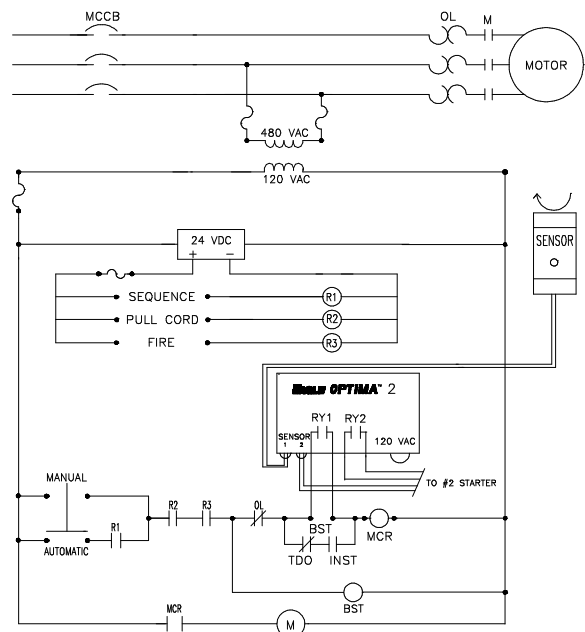 MCCB
OL
M
MOTOR
480 VAC
120 VAC
24 VDC
+ −
SENSOR
SEQUENCE
R1
PULL CORD
R2
FIRE
R3
OPTIMA™ 2
RY1
RY2
SENSOR
1 2
120 VAC
TO #2 STARTER
MANUAL
R2
R3
OL
AUTOMATIC
R1
BST
MCR
TDO
INST
BST
MCR
M